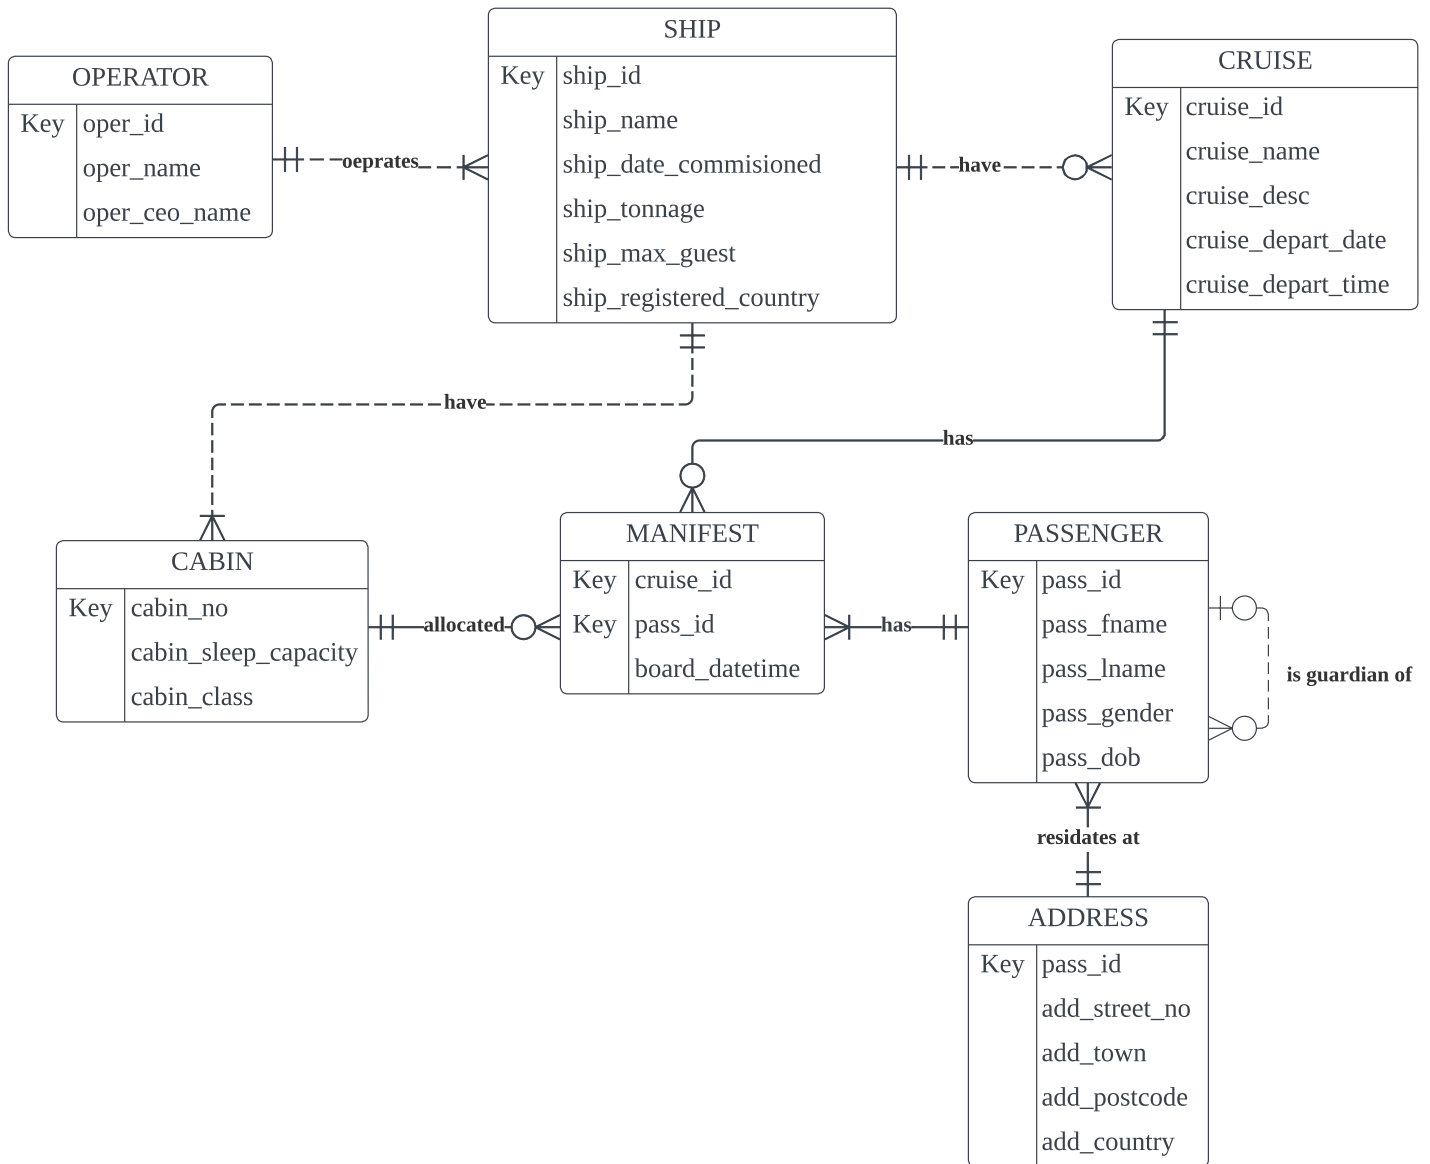 OPERATOR
Key oper_id
oper_name
oper_ceo_name
oeprates
SHIP
Key ship_id
ship_name
ship_date_commisioned
ship_tonnage
ship_max_guest
ship_registered_country
have
CRUISE
Key cruise_id
cruise_name
cruise_desc
cruise_depart_date
cruise_depart_time
have
has
CABIN
Key cabin_no
cabin_sleep_capacity
cabin_class
allocated
MANIFEST
Key cruise_id
Key pass_id
board_datetime
has
PASSENGER
Key pass_id
pass_fname
pass_lname
pass_gender
pass_dob
is guardian of
residates at
ADDRESS
Key pass_id
add_street_no
add_town
add_postcode
add_country